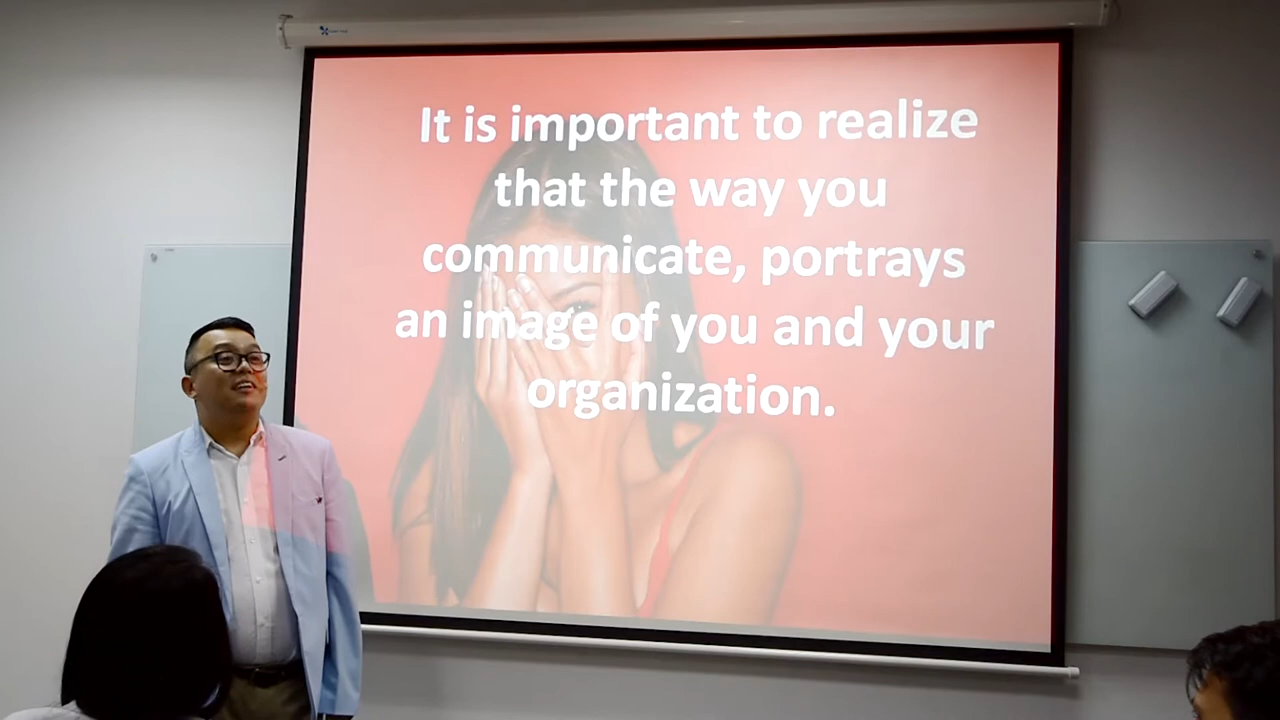 It is important to realize
that the way you
communicate, portrays
an image of you and your
organization.